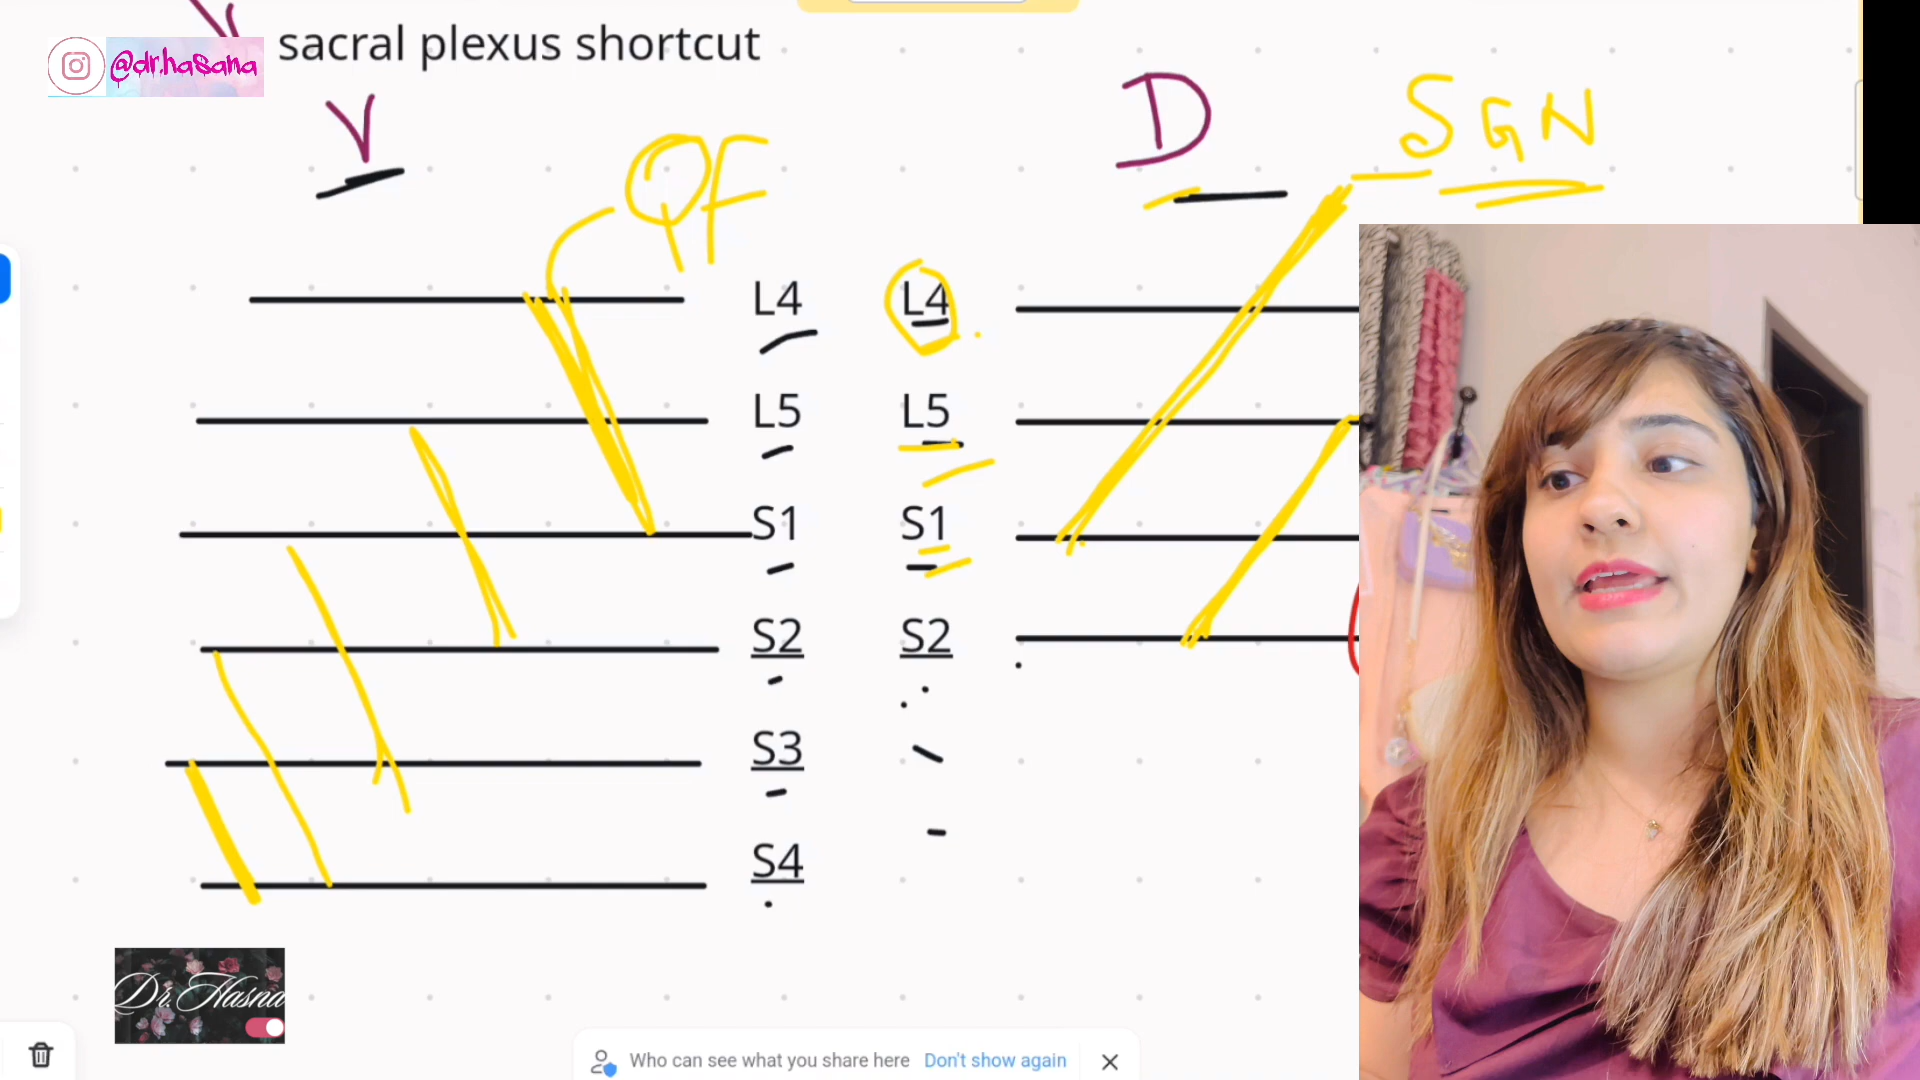 @dr.hasana
sacral plexus shortcut
V
D
SGN
QF
L4 L4
L5 L5
S1 S1
S2 S2
S3
S4
Dr. Hasna
Who can see what you share here Don't show again